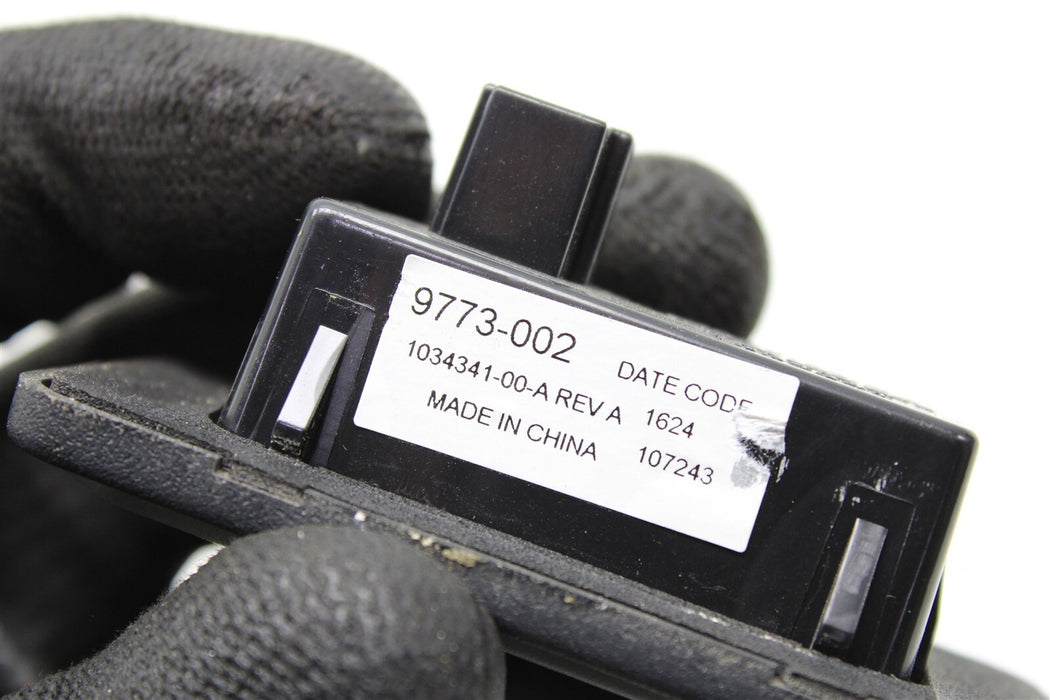 9773-002
DATE CODE
1034341-00-A REV A 1624
MADE IN CHINA 107243